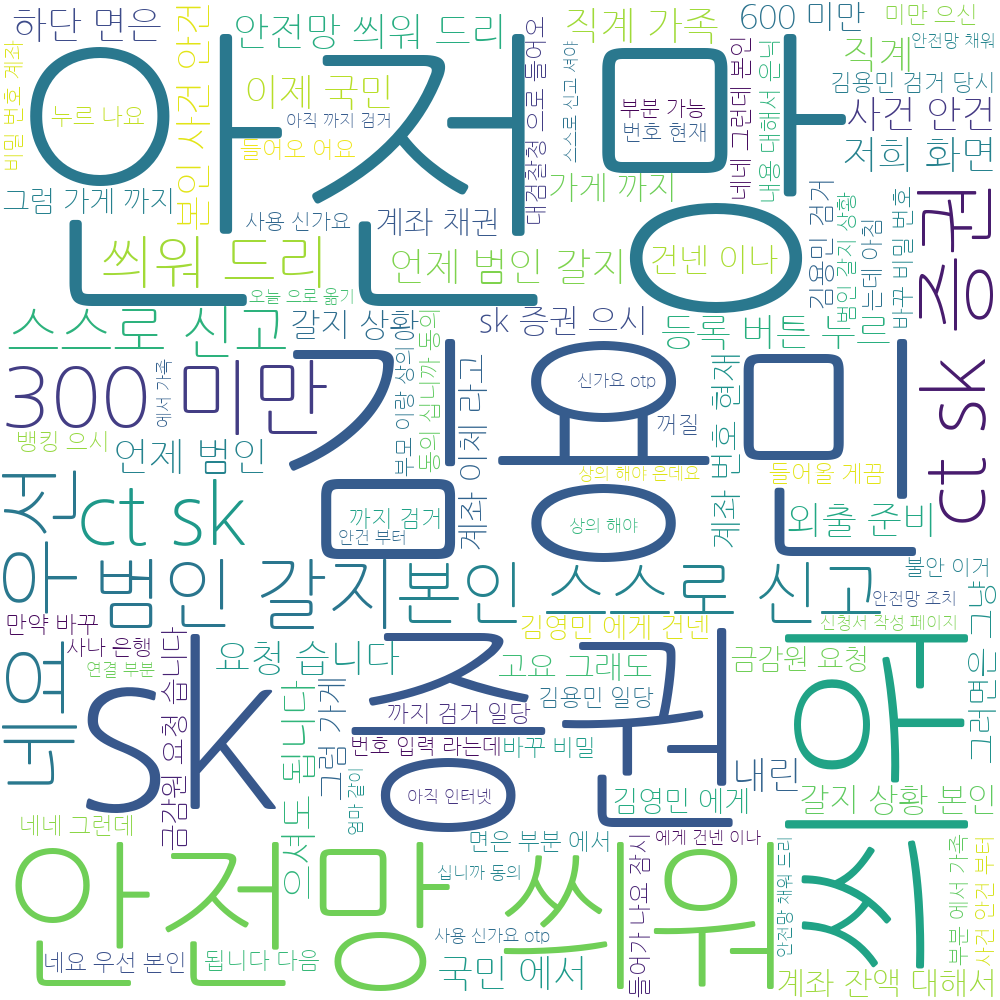 하단 면은
비밀 번호 계좌
본인 사건 안건
안전망 씌워 드리
안전망
누르 나요
이제 국민
아직 까지 검거
들어오 어요
대검찰청 으로 들어오
스스로 신고 셔야
직계 가족
600 미만
미만 으신
안전망 채워
직계
김용민 검거 당시
사건 안건
저희 화면
부분 가능
번호 현재
네네 그런데 본인
내용 대해서 은닉
그럼 가게 까지
사용 신가요
계좌 채권
가게 까지
씌워 드리
언제 범인 갈지
건넨 이나
오늘 으로 옮기
김용민 검거
범인 갈지 상황
는데 아침
바꾸 비밀 번호
ct sk 증권
스스로 신고
갈지 상황
sk 증권 으시
등록 버튼 누르
300 미만
에서 가족
김용민
부모 이랑 상의
동의 십니까 동의
계좌 이체 라고
신가요 otp
꺼질
계좌 번호 현재
뱅킹 으시
언제 범인
상의 해야 은데요
들어올 게끔
네요 우선
ct sk
까지 검거
안건 부터
상의 해야
외출 준비
범인 갈지
본인 스스로 신고
불안 이거
안전망 조치
그러면은 그냥
만약 바꾸
사나 은행
연결 부분
금감원 요청 습니다
요청 습니다
김영민 에게 건넨
신청서 작성 페이지
고요 그래도
금감원 요청
sk 증권
김용민 일당
까지 검거 일당
번호 입력 라는데
바꾸 비밀
으셔도 됩니다
그럼 가게
엄마 같이
아직 인터넷
내린
김영민 에게
갈지 상황 본인
씌워
네네 그런데
면은 부분 에서
에게 건넨 이나
안전망 씌워
십니까 동의
들어가 나요 잠시
안전망 채워 드리
부분 에서 가족
사건 안건 부터
네요 우선 본인
됩니다 다음
사용 신가요 otp
국민 에서
계좌 잔액 대해서